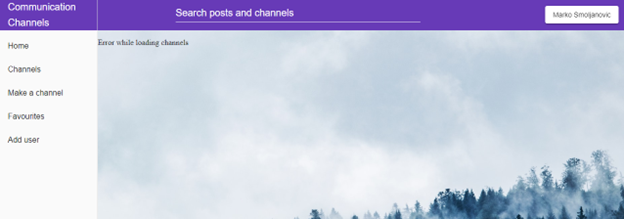 Communication
Channels
Search posts and channels
Marko Smoljanovic
Home
Error while loading channels
Channels
Make a channel
Favourites
Add user